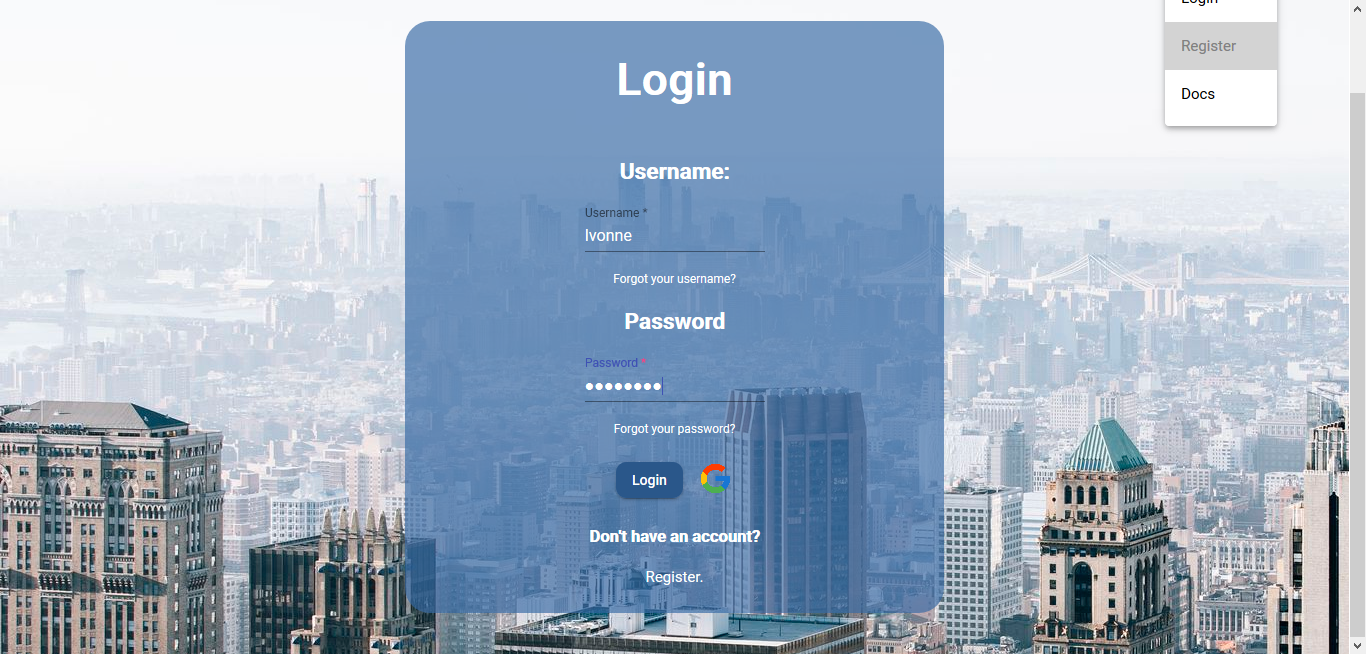 Login
Register
Docs
Login
Username:
Username *
Ivonne
Forgot your username?
Password
Password *
Forgot your password?
Login
Don't have an account?
Register.